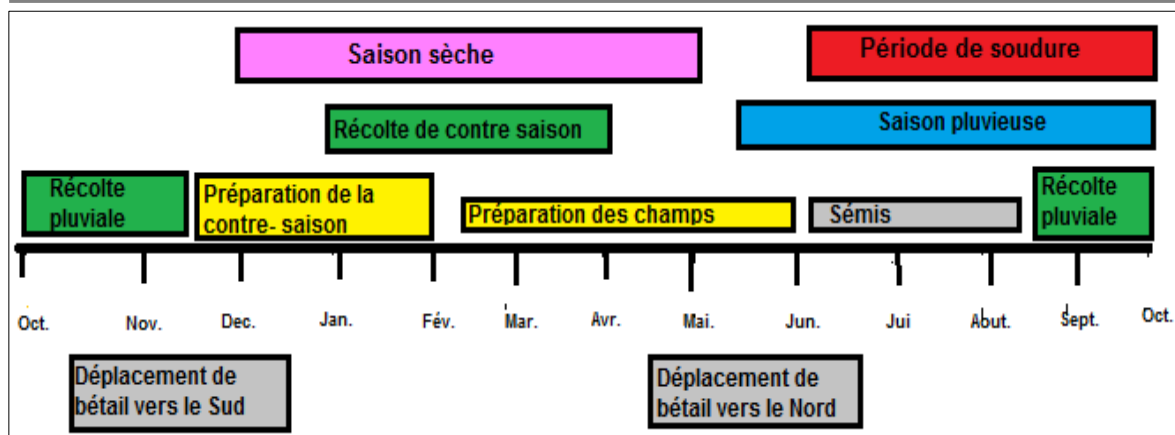 Saison sèche
Période de soudure
Récolte de contre saison
Saison pluvieuse
Récolte
pluviale
Préparation de la
contre- saison
Préparation des champs
Sémis
Récolte
pluviale
Oct. Nov. Dec. Jan. Fév. Mar. Avr. Mai. Jun. Jui Abut. Sept. Oct.
Déplacement de
bétail vers le Sud
Déplacement de
bétail vers le Nord